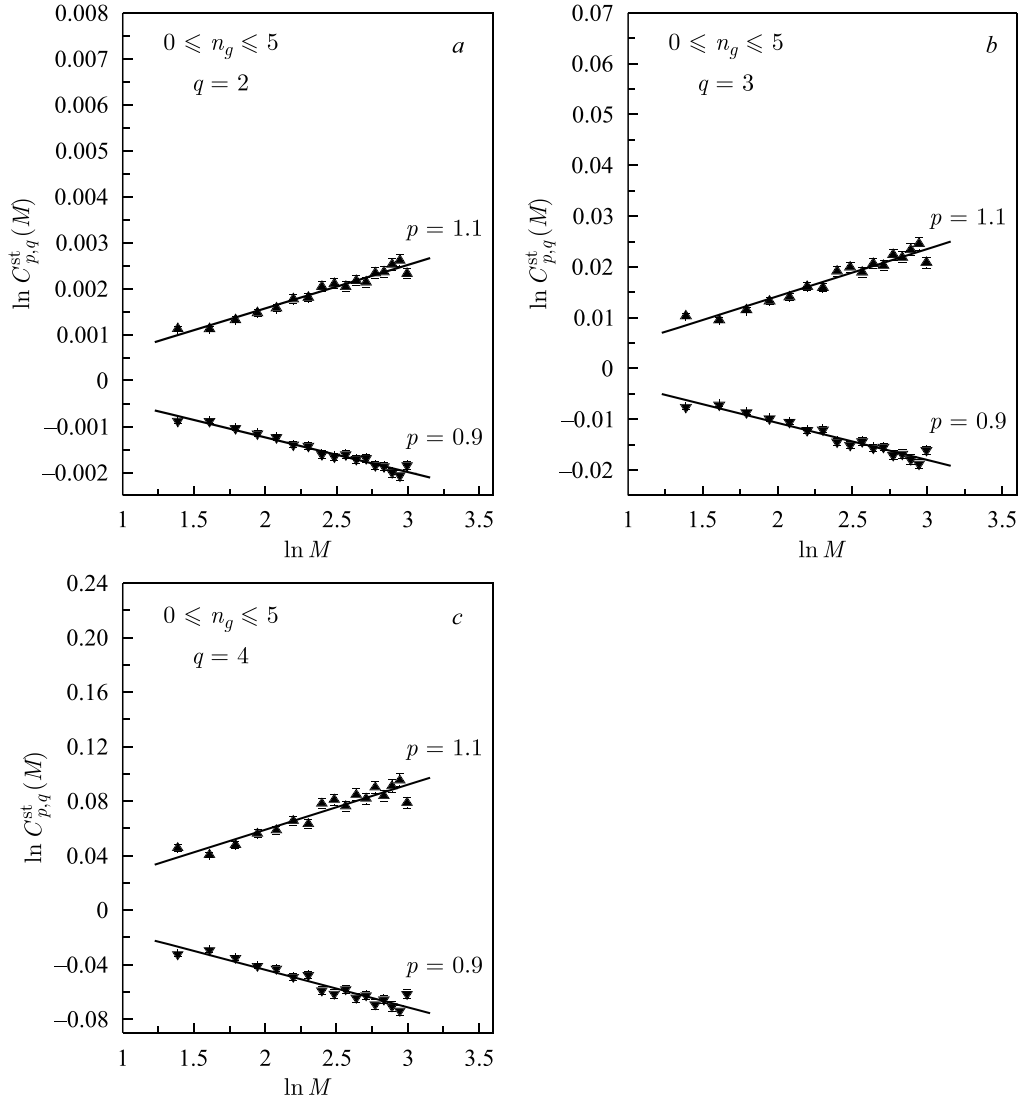 0 ⩽ n_g ⩽ 5 a
q = 2
ln C^{st}_{p,q}(M)
0.008
0.007
0.006
0.005
0.004
0.003
0.002
0.001
0
–0.001
–0.002
p = 1.1
p = 0.9
1 1.5 2 2.5 3 3.5
ln M
0 ⩽ n_g ⩽ 5 b
q = 3
ln C^{st}_{p,q}(M)
0.07
0.06
0.05
0.04
0.03
0.02
0.01
0
–0.01
–0.02
p = 1.1
p = 0.9
1 1.5 2 2.5 3 3.5
ln M
0 ⩽ n_g ⩽ 5 c
q = 4
ln C^{st}_{p,q}(M)
0.24
0.20
0.16
0.12
0.08
0.04
0
–0.04
–0.08
p = 1.1
p = 0.9
1 1.5 2 2.5 3 3.5
ln M